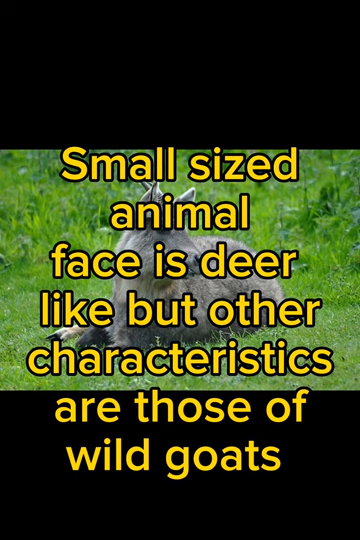 Small sized
animal
face is deer
like but other
characteristics
are those of
wild goats